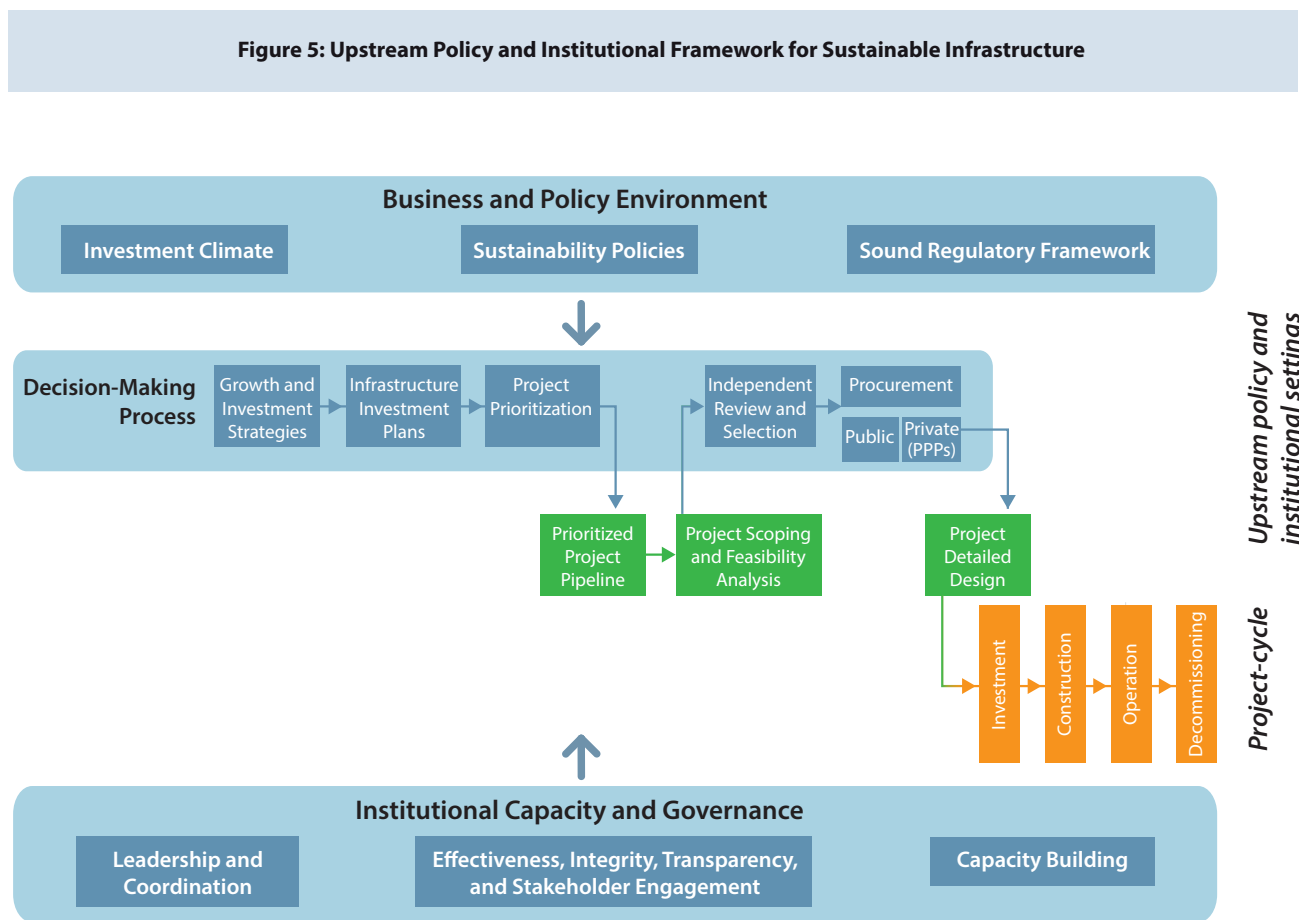 Figure 5: Upstream Policy and Institutional Framework for Sustainable Infrastructure
Business and Policy Environment
Investment Climate
Sustainability Policies
Sound Regulatory Framework
Decision-Making
Process
Growth and
Investment
Strategies
Infrastructure
Investment
Plans
Project
Prioritization
Independent
Review and
Selection
Procurement
Public
Private
(PPPs)
Prioritized
Project
Pipeline
Project Scoping
and Feasibility
Analysis
Project
Detailed
Design
Upstream policy and
institutional settings
Investment
Construction
Operation
Decommissioning
Project-cycle
Institutional Capacity and Governance
Leadership and
Coordination
Effectiveness, Integrity, Transparency,
and Stakeholder Engagement
Capacity Building